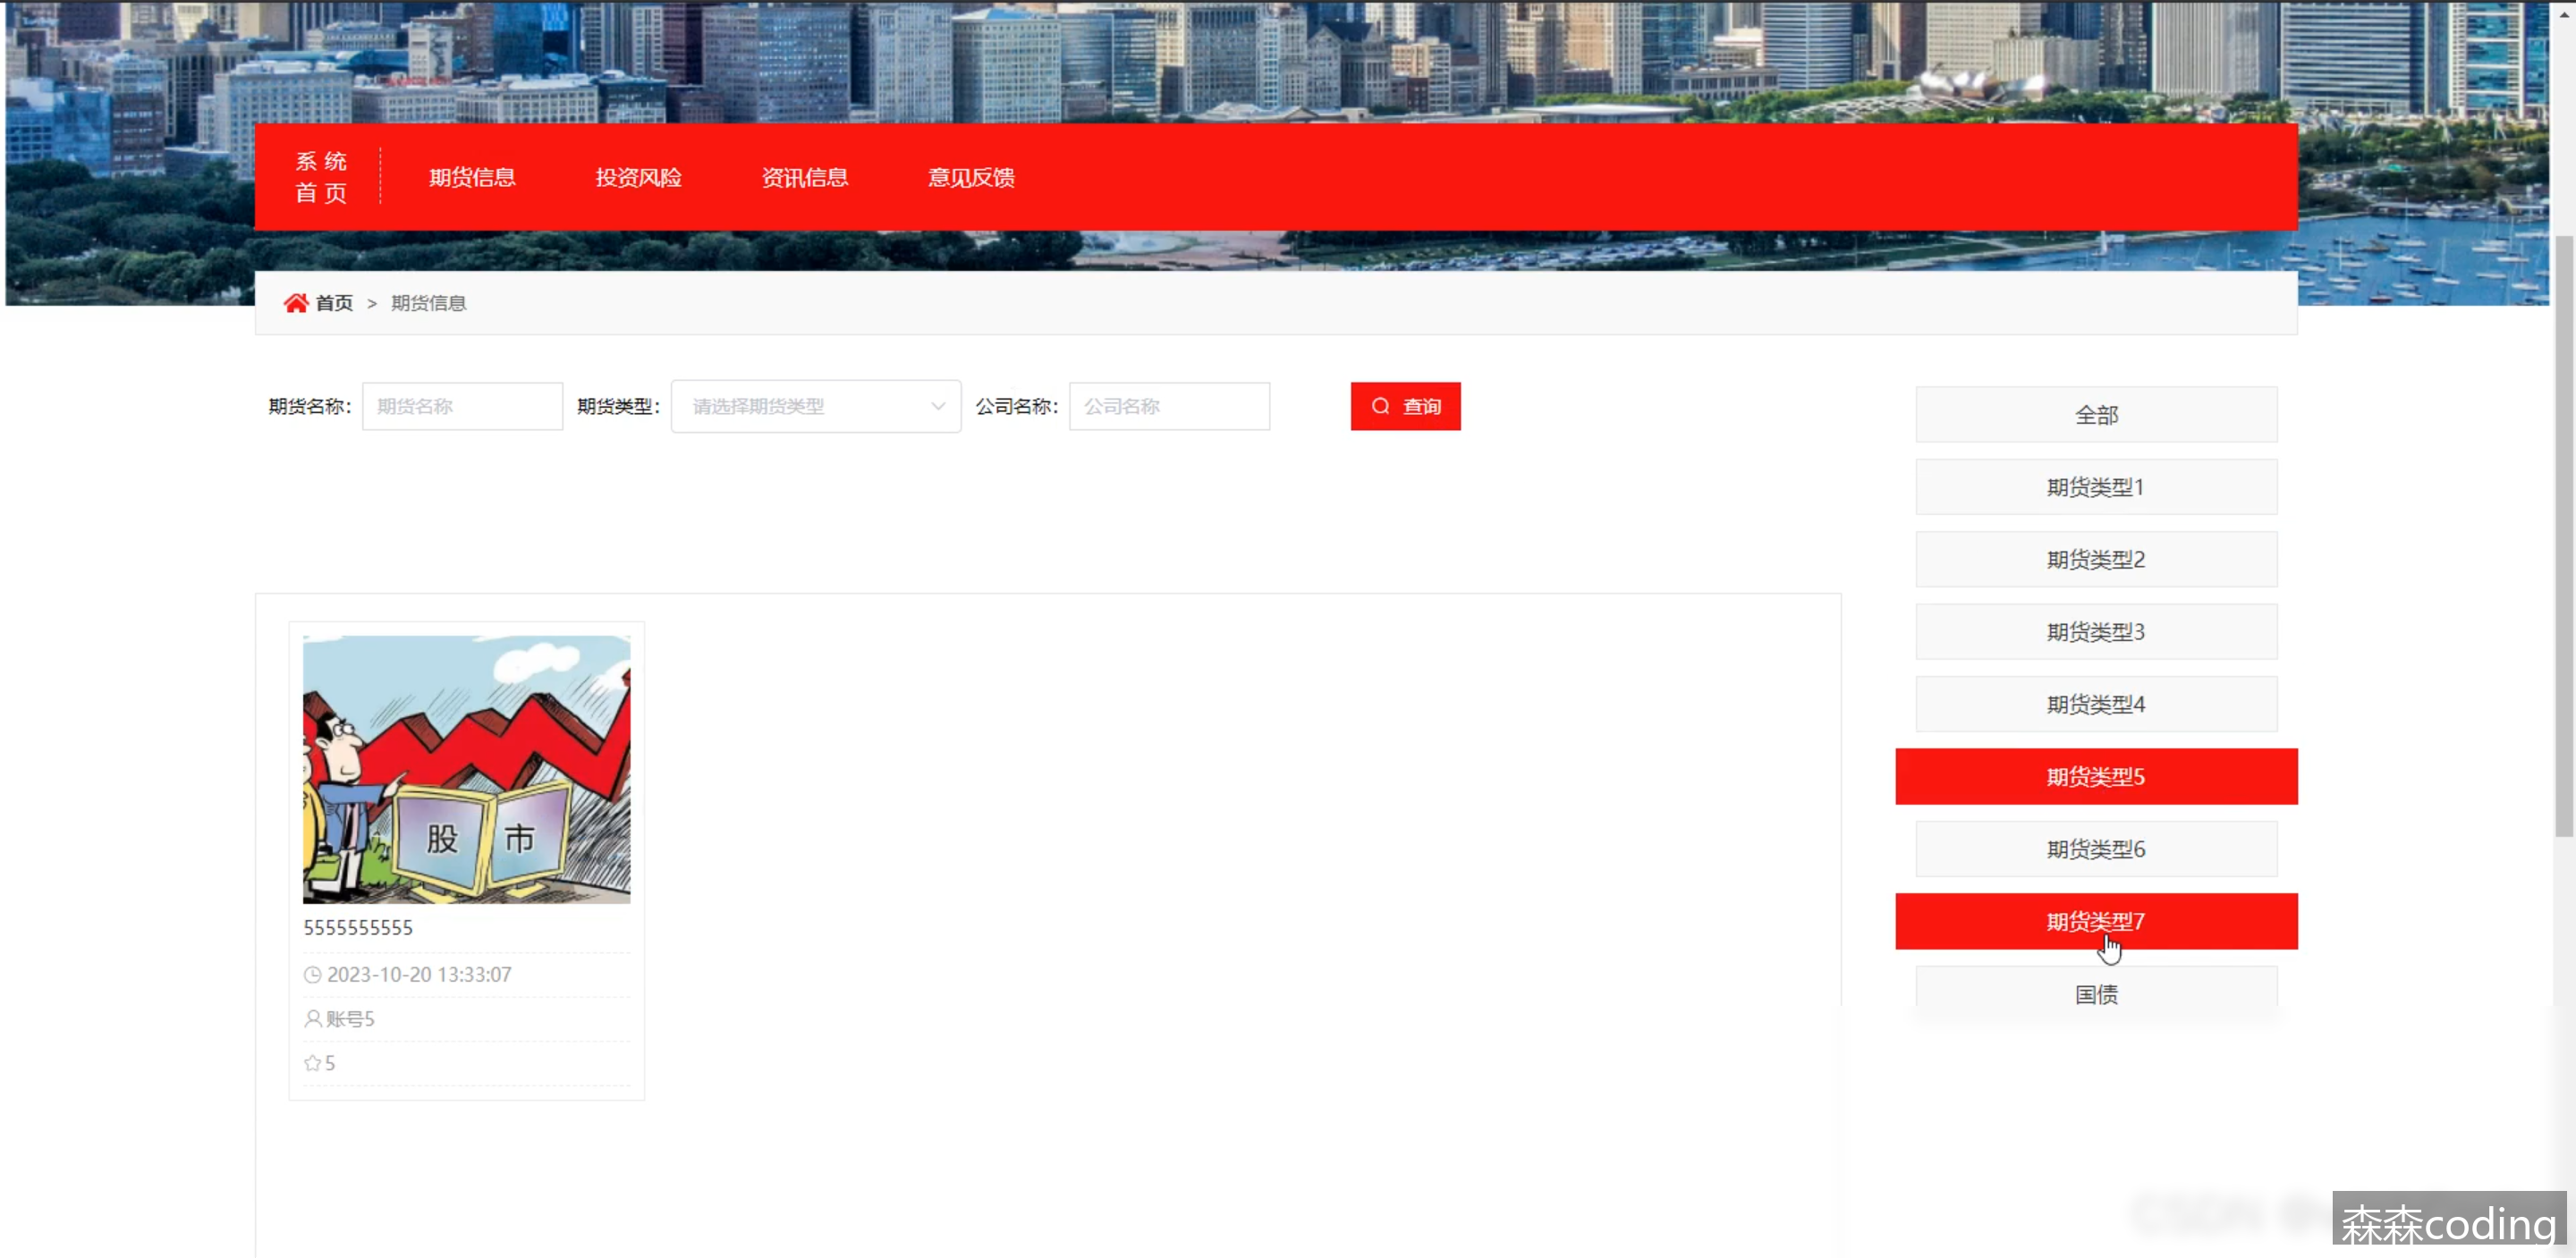 系 统
首 页
期货信息
投资风险
资讯信息
意见反馈
首页 > 期货信息
期货名称： 期货名称 期货类型： 请选择期货类型 公司名称： 公司名称 查询
全部
期货类型1
期货类型2
期货类型3
期货类型4
期货类型5
期货类型6
期货类型7
国债
股 市
5555555555
2023-10-20 13:33:07
账号5
5
森森coding